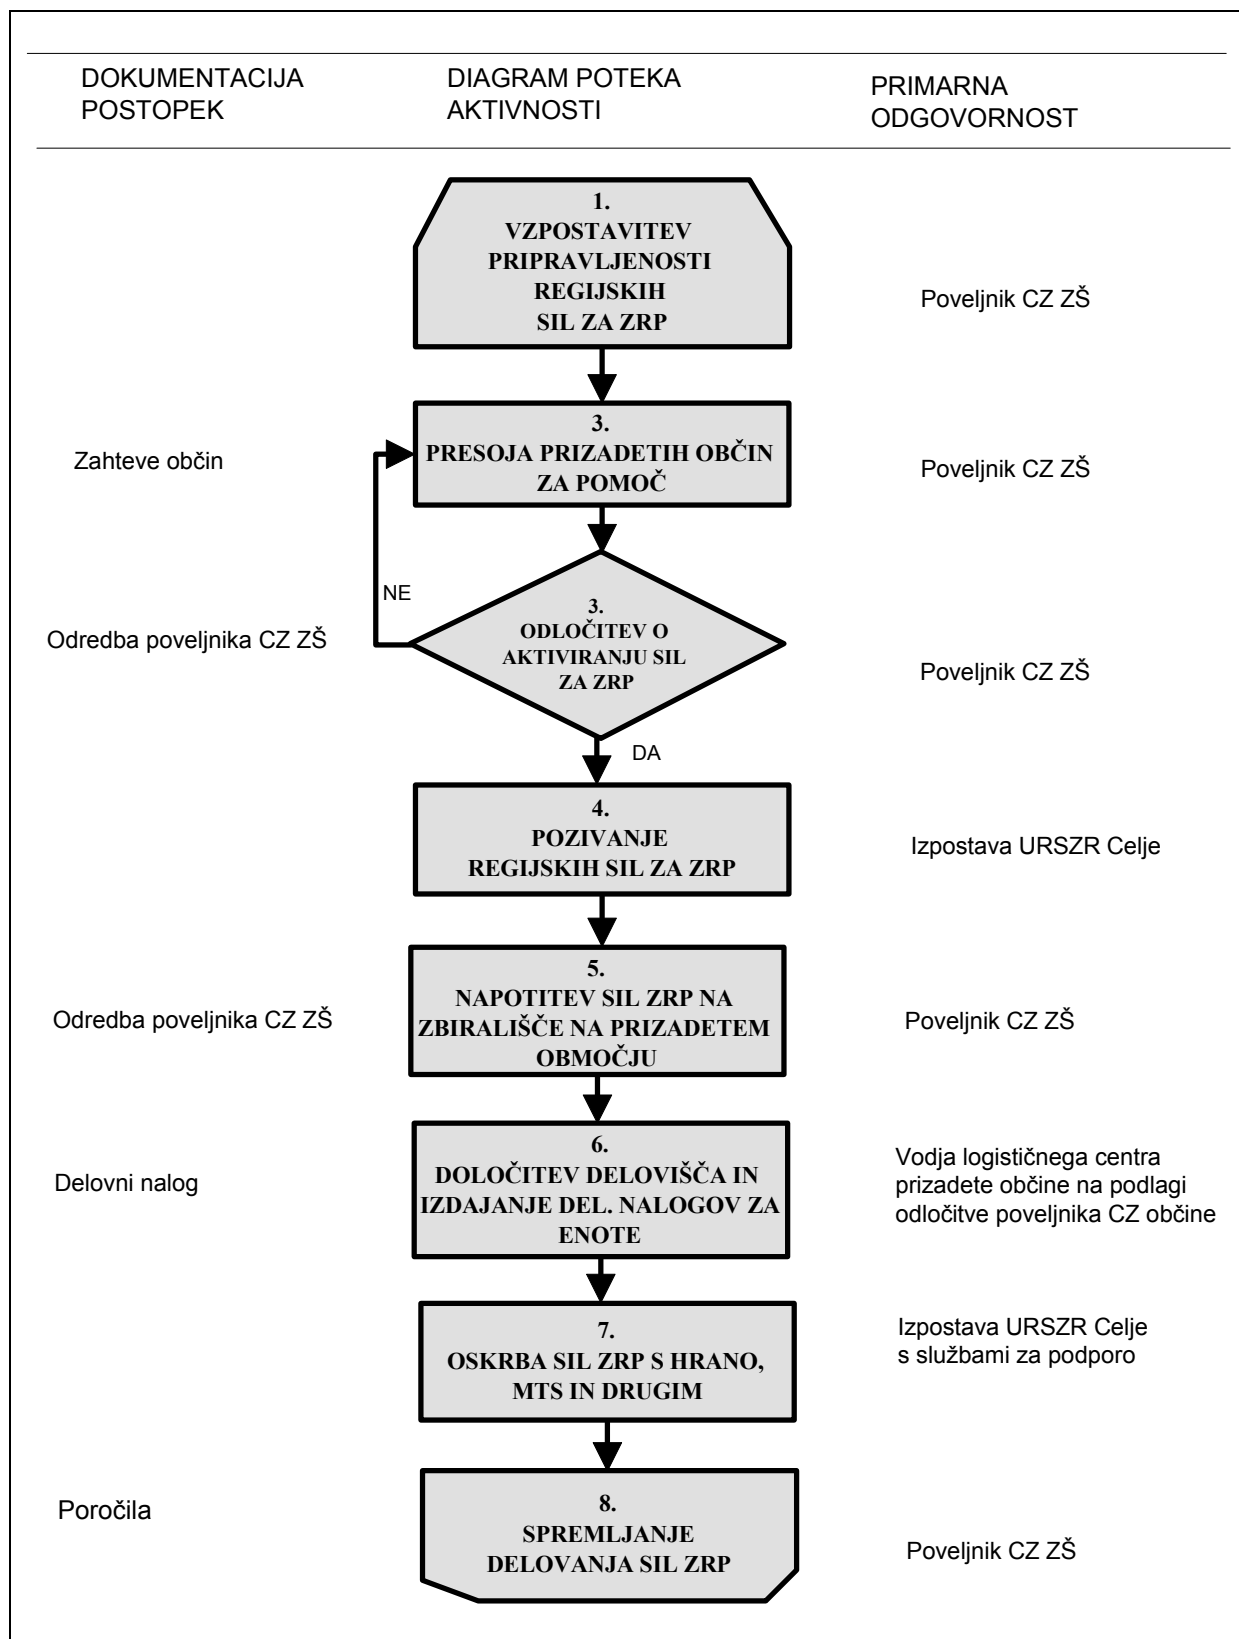 DOKUMENTACIJA
POSTOPEK
DIAGRAM POTEKA
AKTIVNOSTI
PRIMARNA
ODGOVORNOST
1.
VZPOSTAVITEV
PRIPRAVLJENOSTI
REGIJSKIH
SIL ZA ZRP
Poveljnik CZ ZŠ
Zahteve občin
3.
PRESOJA PRIZADETIH OBČIN
ZA POMOČ
Poveljnik CZ ZŠ
NE
Odredba poveljnika CZ ZŠ
3.
ODLOČITEV O
AKTIVIRANJU SIL
ZA ZRP
Poveljnik CZ ZŠ
DA
4.
POZIVANJE
REGIJSKIH SIL ZA ZRP
Izpostava URSZR Celje
Odredba poveljnika CZ ZŠ
5.
NAPOTITEV SIL ZRP NA
ZBIRALIŠČE NA PRIZADETEM
OBMOČJU
Poveljnik CZ ZŠ
Delovni nalog
6.
DOLOČITEV DELOVIŠČA IN
IZDAJANJE DEL. NALOGOV ZA
ENOTE
Vodja logističnega centra
prizadete občine na podlagi
odločitve poveljnika CZ občine
7.
OSKRBA SIL ZRP S HRANO,
MTS IN DRUGIM
Izpostava URSZR Celje
s službami za podporo
Poročila
8.
SPREMLJANJE
DELOVANJA SIL ZRP
Poveljnik CZ ZŠ